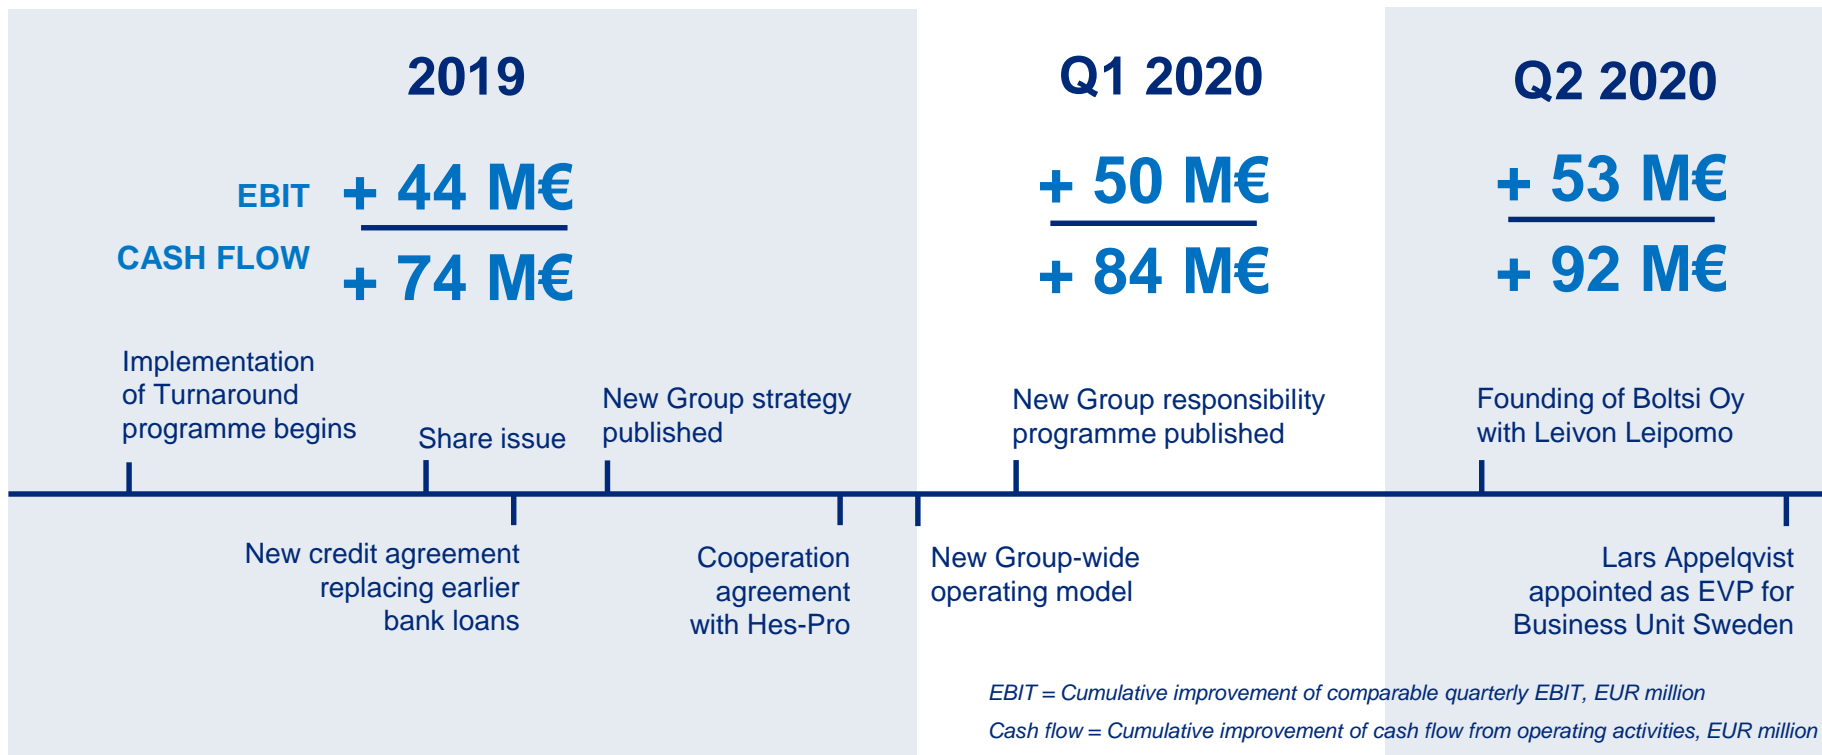 2019
EBIT + 44 M€
CASH FLOW + 74 M€
Q1 2020
+ 50 M€
+ 84 M€
Q2 2020
+ 53 M€
+ 92 M€
Implementation
of Turnaround
programme begins
Share issue
New Group strategy
published
New Group responsibility
programme published
Founding of Boltsi Oy
with Leivon Leipomo
New credit agreement
replacing earlier
bank loans
Cooperation
agreement
with Hes-Pro
New Group-wide
operating model
Lars Appelqvist
appointed as EVP for
Business Unit Sweden
EBIT = Cumulative improvement of comparable quarterly EBIT, EUR million
Cash flow = Cumulative improvement of cash flow from operating activities, EUR million